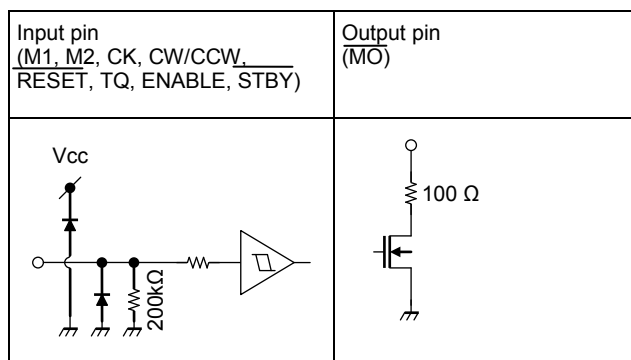 Input pin
(M1, M2, CK, CW/CCW,
RESET, TQ, ENABLE, STBY)
Output pin
(MO)
Vcc
200kΩ
100 Ω